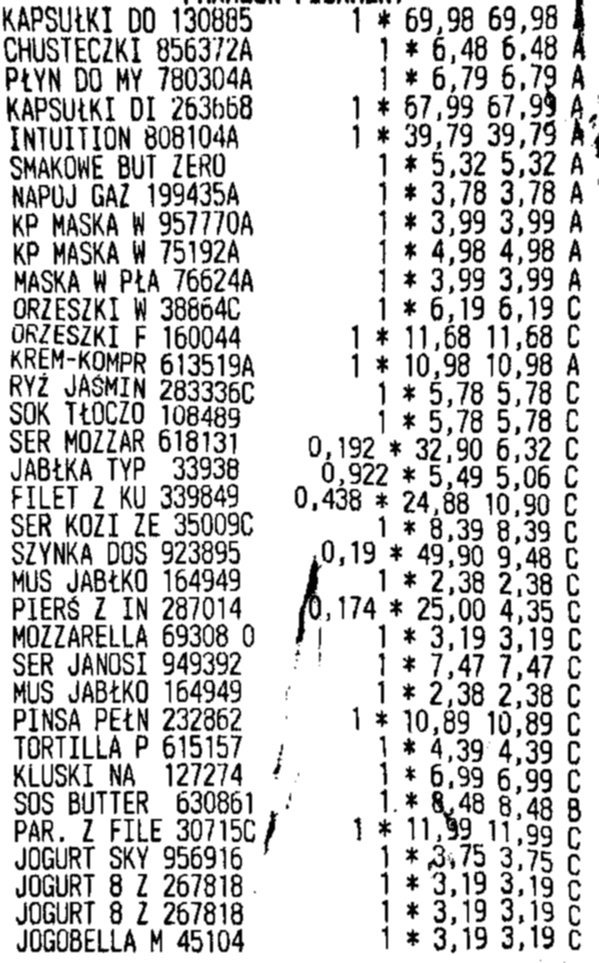 KAPSUŁKI DO 130885 1 * 69,98 69,98 A
CHUSTECZKI 856372A 1 * 6,48 6,48 A
PŁYN DO MY 780304A 1 * 6,79 6,79 A
KAPSUŁKI DI 263668 1 * 67,99 67,99 A
INTUITION 808104A 1 * 39,79 39,79 A
SMAKOWE BUT ZERO 1 * 5,32 5,32 A
NAPÓJ GAZ 199435A 1 * 3,78 3,78 A
KP MASKA W 957770A 1 * 3,99 3,99 A
KP MASKA W 75192A 1 * 4,98 4,98 A
MASKA W PŁA 76624A 1 * 3,99 3,99 A
ORZESZKI W 38864C 1 * 6,19 6,19 C
ORZESZKI F 160044 1 * 11,68 11,68 C
KREM-KOMPR 613519A 1 * 10,98 10,98 A
RYŻ JAŚMIN 283336C 1 * 5,78 5,78 C
SOK TŁOCZO 108489 1 * 5,78 5,78 C
SER MOZZAR 618131 0,192 * 32,90 6,32 C
JABŁKA TYP 33938 0,922 * 5,49 5,06 C
FILET Z KU 339849 0,438 * 24,88 10,90 C
SER KOZI ZE 35009C 1 * 8,39 8,39 C
SZYNKA DOS 923895 0,19 * 49,90 9,48 C
MUS JABŁKO 164949 1 * 2,38 2,38 C
PIERŚ Z IN 287014 0,174 * 25,00 4,35 C
MOZZARELLA 69308 O 1 * 3,19 3,19 C
SER JANOSI 949392 1 * 7,47 7,47 C
MUS JABŁKO 164949 1 * 2,38 2,38 C
PINSA PEŁN 232862 1 * 10,89 10,89 C
TORTILLA P 615157 1 * 4,39 4,39 C
KLUSKI NA 127274 1 * 6,99 6,99 C
SOS BUTTER 630861 1 * 8,48 8,48 B
PAR. Z FILE 30715C 1 * 11,99 11,99 C
JOGURT SKY 956916 1 * 3,75 3,75 C
JOGURT 8 Z 267818 1 * 3,19 3,19 C
JOGURT 8 Z 267818 1 * 3,19 3,19 C
JOGOBELLA M 45104 1 * 3,19 3,19 C